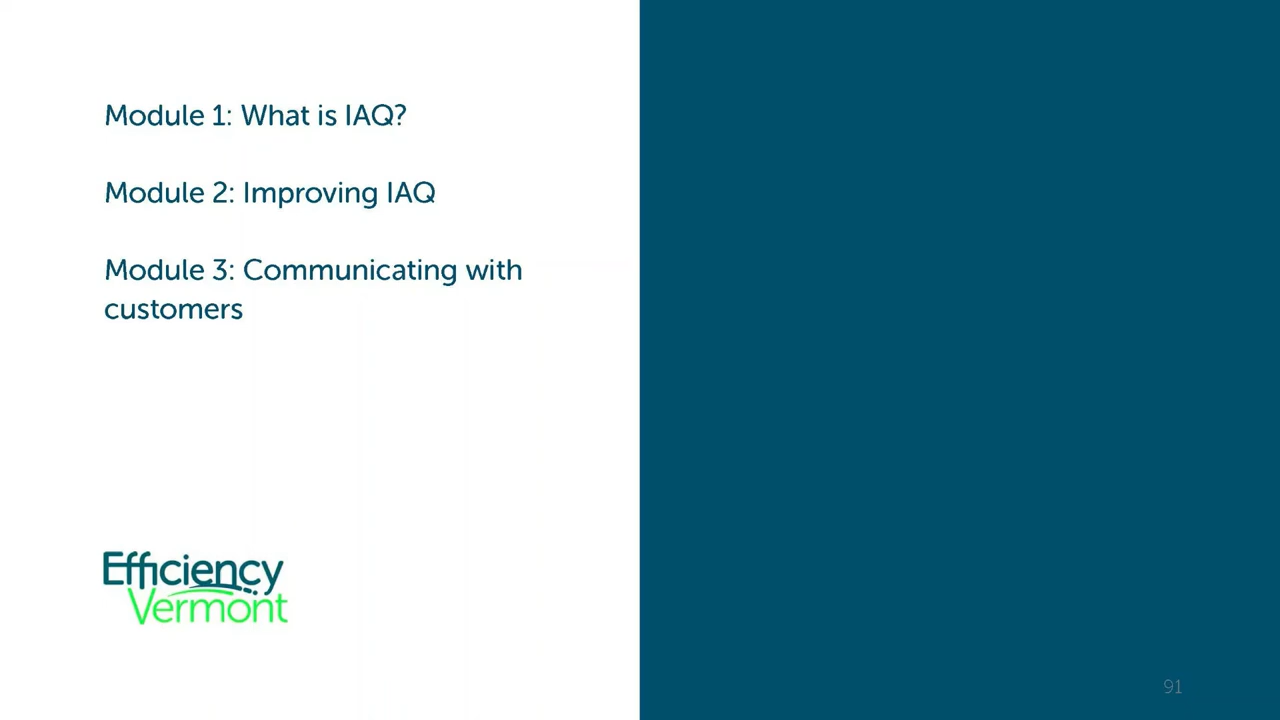 Module 1: What is IAQ?
Module 2: Improving IAQ
Module 3: Communicating with
customers
Efficiency
Vermont
91